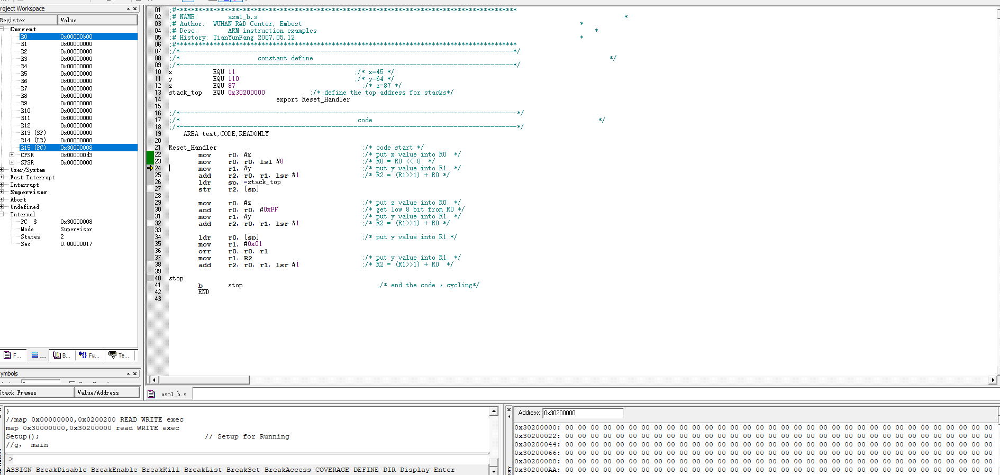 roject Workspace
Register Value
Current
R0 0x00000b00
R1 0x00000000
R2 0x00000000
R3 0x00000000
R4 0x00000000
R5 0x00000000
R6 0x00000000
R7 0x00000000
R8 0x00000000
R9 0x00000000
R10 0x00000000
R11 0x00000000
R12 0x00000000
R13 (SP) 0x00000000
R14 (LR) 0x00000000
R15 (PC) 0x30000008
CPSR 0x000000d3
SPSR 0x00000000
User/System
Fast Interrupt
Interrupt
Supervisor
Abort
Undefined
Internal
PC $ 0x30000008
Mode Supervisor
States 2
Sec 0.00000017
F... ... B... {} Fu... Te...
ymbols
Stack Frames Value/Address
01 ;#********************************************************************************************
02 ;# NAME: asm1_b.s *
03 ;# Author: WUHAN R&D Center, Embest *
04 ;# Desc: ARM instruction examples *
05 ;# History: TianYunFang 2007.05.12 *
06 ;#********************************************************************************************
07 ;/*------------------------------------------------------------------------------------------*/
08 ;/* constant define */
09 ;/*------------------------------------------------------------------------------------------*/
10 x EQU 11 ;/* x=45 */
11 y EQU 110 ;/* y=64 */
12 z EQU 87 ;/* z=87 */
13 stack_top EQU 0x30200000 ;/* define the top address for stacks*/
14 export Reset_Handler
15
16 ;/*-------------------------------------------------------------------------------------------*/
17 ;/* code */
18 ;/*-------------------------------------------------------------------------------------------*/
19 AREA text,CODE,READONLY
20
21 Reset_Handler ;/* code start */
22 mov r0, #x ;/* put x value into R0 */
23 mov r0, r0, lsl #8 ;/* R0 = R0 << 8 */
24 mov r1, #y ;/* put y value into R1 */
25 add r2, r0, r1, lsr #1 ;/* R2 = (R1>>1) + R0 */
26 ldr sp, =stack_top
27 str r2, [sp]
28
29 mov r0, #z ;/* put z value into R0 */
30 and r0, r0, #0xFF ;/* get low 8 bit from R0 */
31 mov r1, #y ;/* put y value into R1 */
32 add r2, r0, r1, lsr #1 ;/* R2 = (R1>>1) + R0 */
33
34 ldr r0, [sp] ;/* put y value into R1 */
35 mov r1, #0x01
36 orr r0, r0, r1
37 mov r1, R2 ;/* put y value into R1 */
38 add r2, r0, r1, lsr #1 ;/* R2 = (R1>>1) + R0 */
39
40 stop
41 b stop ;/* end the code , cycling*/
42 END
43
asm1_b.s
}
//map 0x00000000,0x0200200 READ WRITE exec
map 0x30000000,0x30200000 read WRITE exec
Setup(); // Setup for Running
//g, main
>
ASSIGN BreakDisable BreakEnable BreakKill BreakList BreakSet BreakAccess COVERAGE DEFINE DIR Display Enter
Address: 0x30200000
0x30200000: 00 00 00 00 00 00 00 00 00 00 00 00 00 00 00 00 00 00 00 00 00 00 00 00 00 00 00 00 00 00 00 00 00 00
0x30200022: 00 00 00 00 00 00 00 00 00 00 00 00 00 00 00 00 00 00 00 00 00 00 00 00 00 00 00 00 00 00 00 00 00 00
0x30200044: 00 00 00 00 00 00 00 00 00 00 00 00 00 00 00 00 00 00 00 00 00 00 00 00 00 00 00 00 00 00 00 00 00 00
0x30200066: 00 00 00 00 00 00 00 00 00 00 00 00 00 00 00 00 00 00 00 00 00 00 00 00 00 00 00 00 00 00 00 00 00 00
0x30200088: 00 00 00 00 00 00 00 00 00 00 00 00 00 00 00 00 00 00 00 00 00 00 00 00 00 00 00 00 00 00 00 00 00 00
0x302000AA: 00 00 00 00 00 00 00 00 00 00 00 00 00 00 00 00 00 00 00 00 00 00 00 00 00 00 00 00 00 00 00 00 00 00